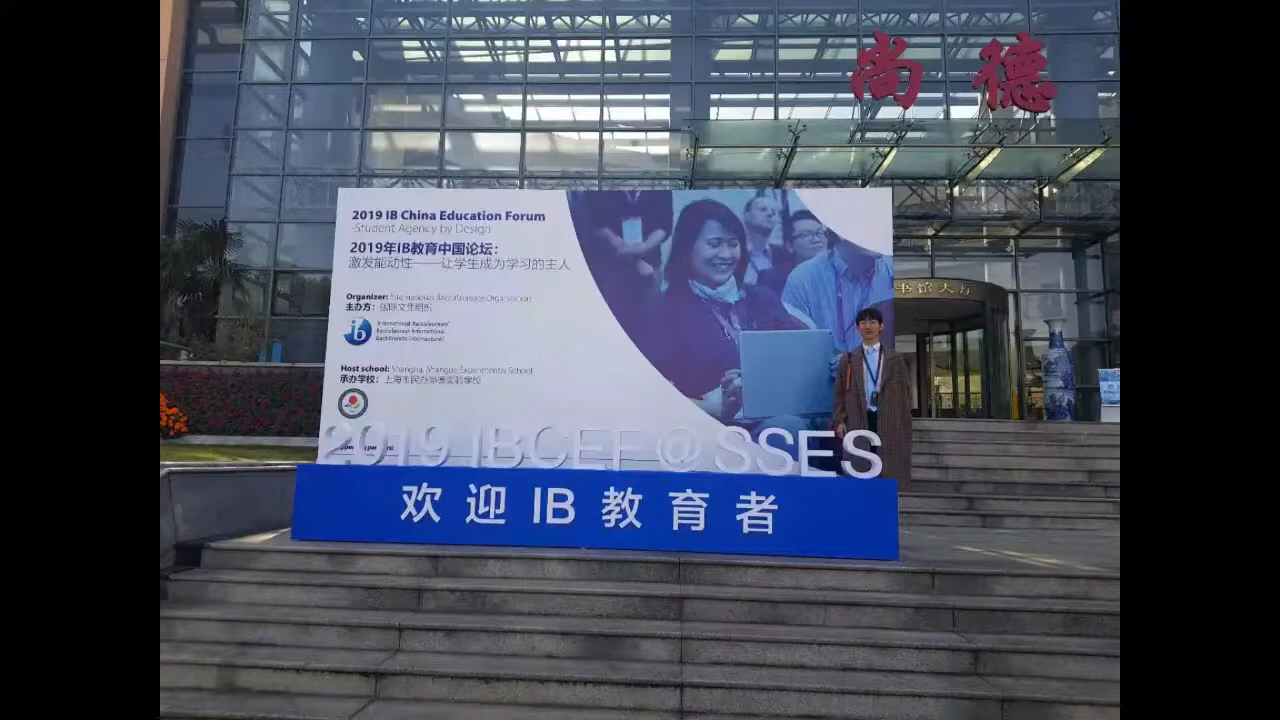 尚德
2019 IB China Education Forum
-Student Agency by Design
2019年IB教育中国论坛：
激发能动性——让学生成为学习的主人
Organizer: International Baccalaureate Organization
主办方：国际文凭组织
International Baccalaureate
Baccalauréat International
Bachillerato Internacional
Host school: Shanghai Shangde Experimental School
承办学校：上海市民办尚德实验学校
书馆大厅
2019 IBCEF@SSES
欢迎IB教育者